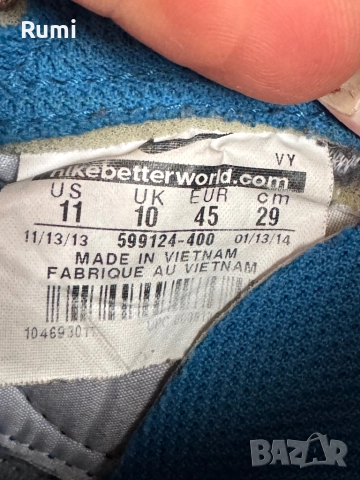 Rumi
VY
nikebetterworld.com
US UK EUR cm
11 10 45 29
11/13/13 599124-400 01/13/14
MADE IN VIETNAM
FABRIQUE AU VIETNAM
BAZAR